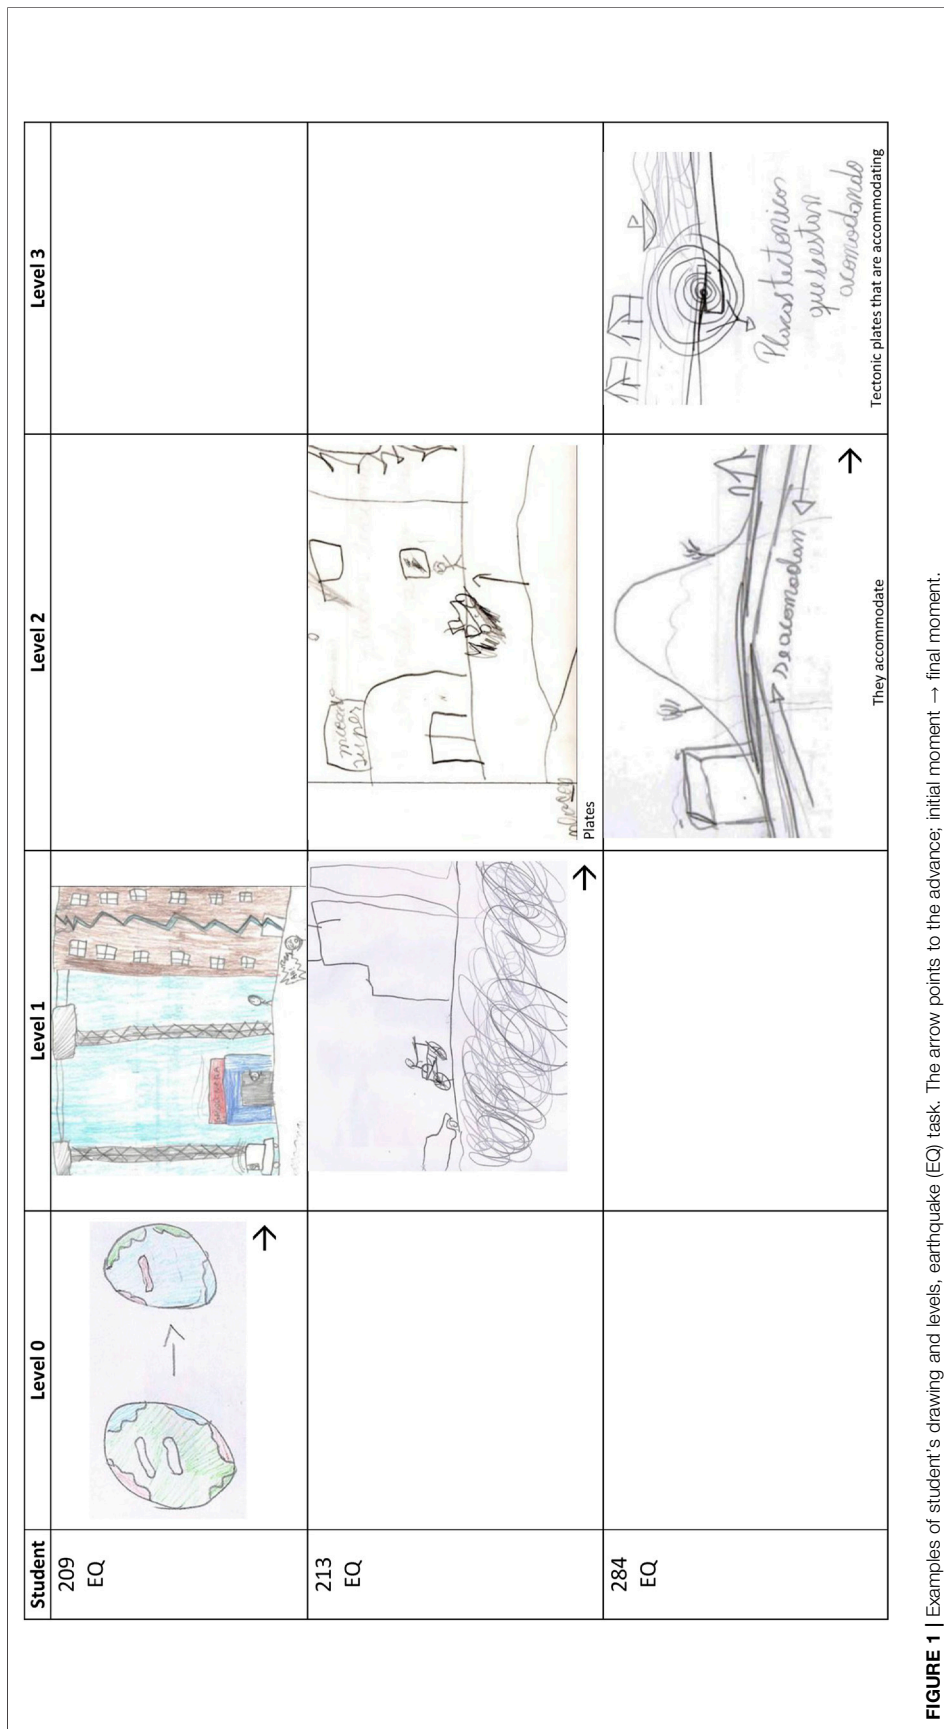 Student
Level 0
Level 1
Level 2
Level 3
209
EQ
213
EQ
Plates
284
EQ
se acomodan
They accommodate
Placas tectonicas
que se estan
acomodando
Tectonic plates that are accommodating
FIGURE 1 | Examples of student's drawing and levels, earthquake (EQ) task. The arrow points to the advance; initial moment → final moment.